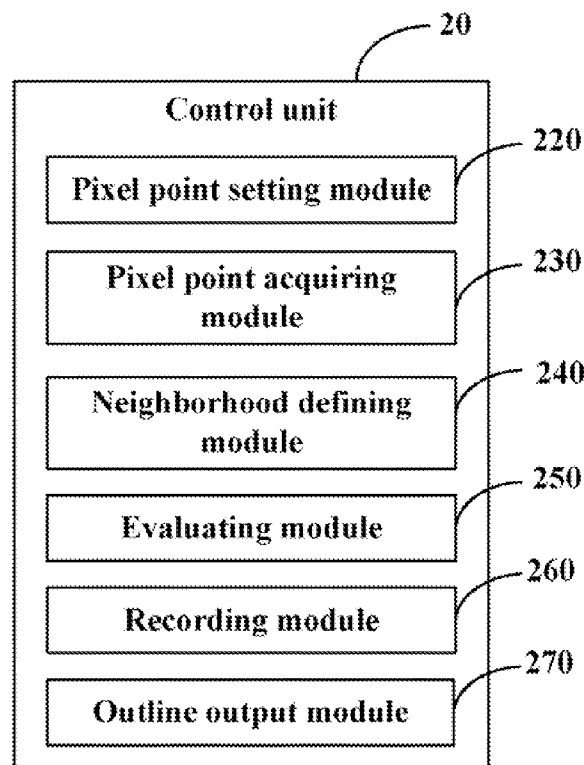 20
Control unit
220
Pixel point setting module
230
Pixel point acquiring
module
240
Neighborhood defining
module
250
Evaluating module
260
Recording module
270
Outline output module